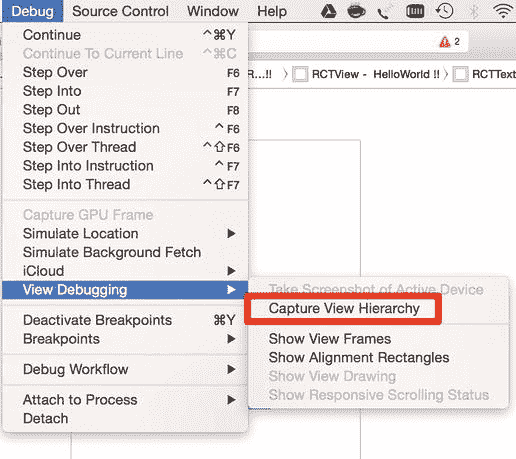 Debug Source Control Window Help
Continue ^⌘Y
Continue To Current Line ^⌘C
2
Step Over F6
R...!! 〉 RCTView - HelloWorld !! 〉 RCTText
Step Into F7
Step Out F8
Step Over Instruction ^F6
Step Over Thread ^⇧F6
Step Into Instruction ^F7
Step Into Thread ^⇧F7
Capture GPU Frame
Simulate Location ▶
Simulate Background Fetch
iCloud ▶
View Debugging ▶
Take Screenshot of Active Device
Capture View Hierarchy
Show View Frames
Show Alignment Rectangles
Show View Drawing
Show Responsive Scrolling Status
Deactivate Breakpoints ⌘Y
Breakpoints ▶
Debug Workflow ▶
Attach to Process ▶
Detach